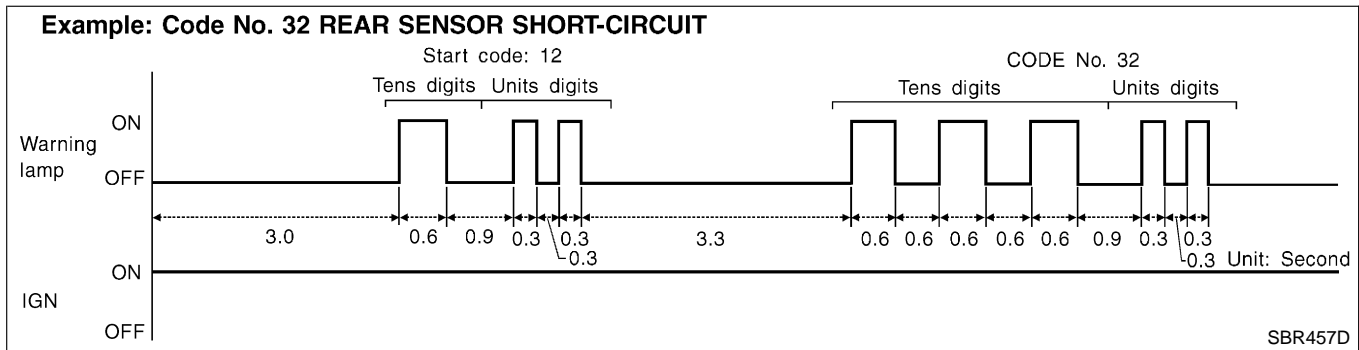 Example: Code No. 32 REAR SENSOR SHORT-CIRCUIT
Start code: 12
CODE No. 32
Tens digits Units digits
Tens digits Units digits
ON
Warning
lamp
OFF
3.0 0.6 0.9 0.3 0.3 3.3 0.6 0.6 0.6 0.6 0.6 0.9 0.3 0.3
0.3 0.3 Unit: Second
ON
IGN
OFF
SBR457D